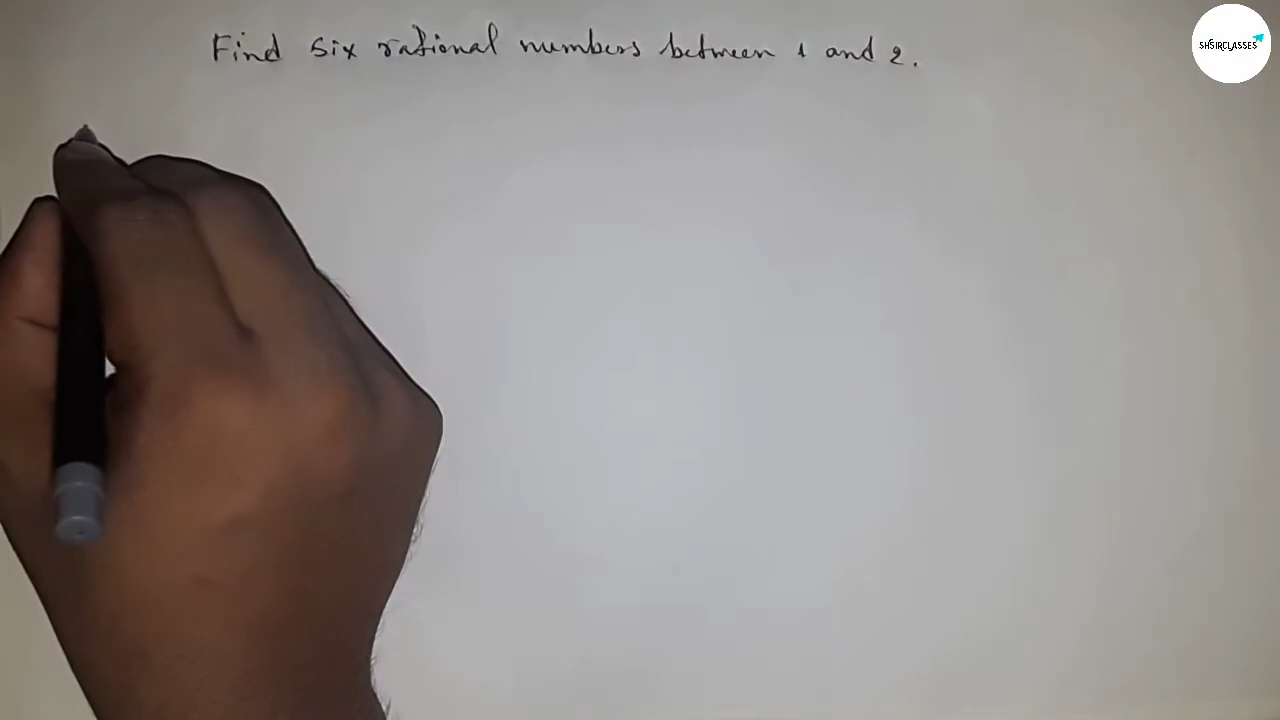 Find six rational numbers between 1 and 2.
SHSIRCLASSES